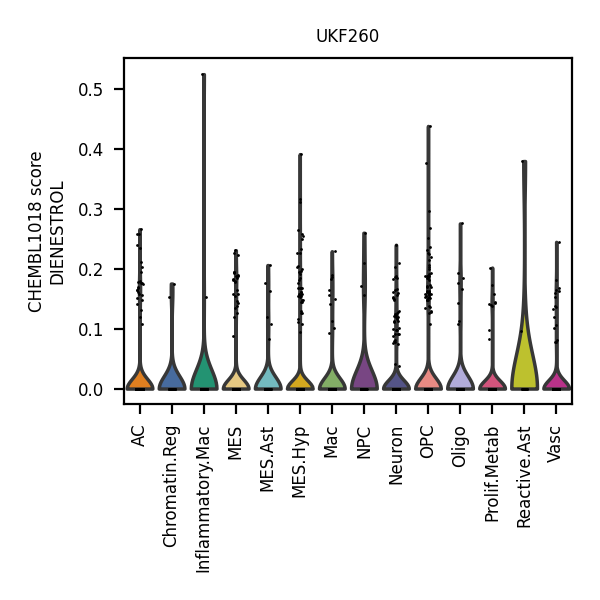 UKF260
CHEMBL1018 score
DIENESTROL
0.5
0.4
0.3
0.2
0.1
0.0
AC
Chromatin.Reg
Inflammatory.Mac
MES
MES.Ast
MES.Hyp
Mac
NPC
Neuron
OPC
Oligo
Prolif.Metab
Reactive.Ast
Vasc